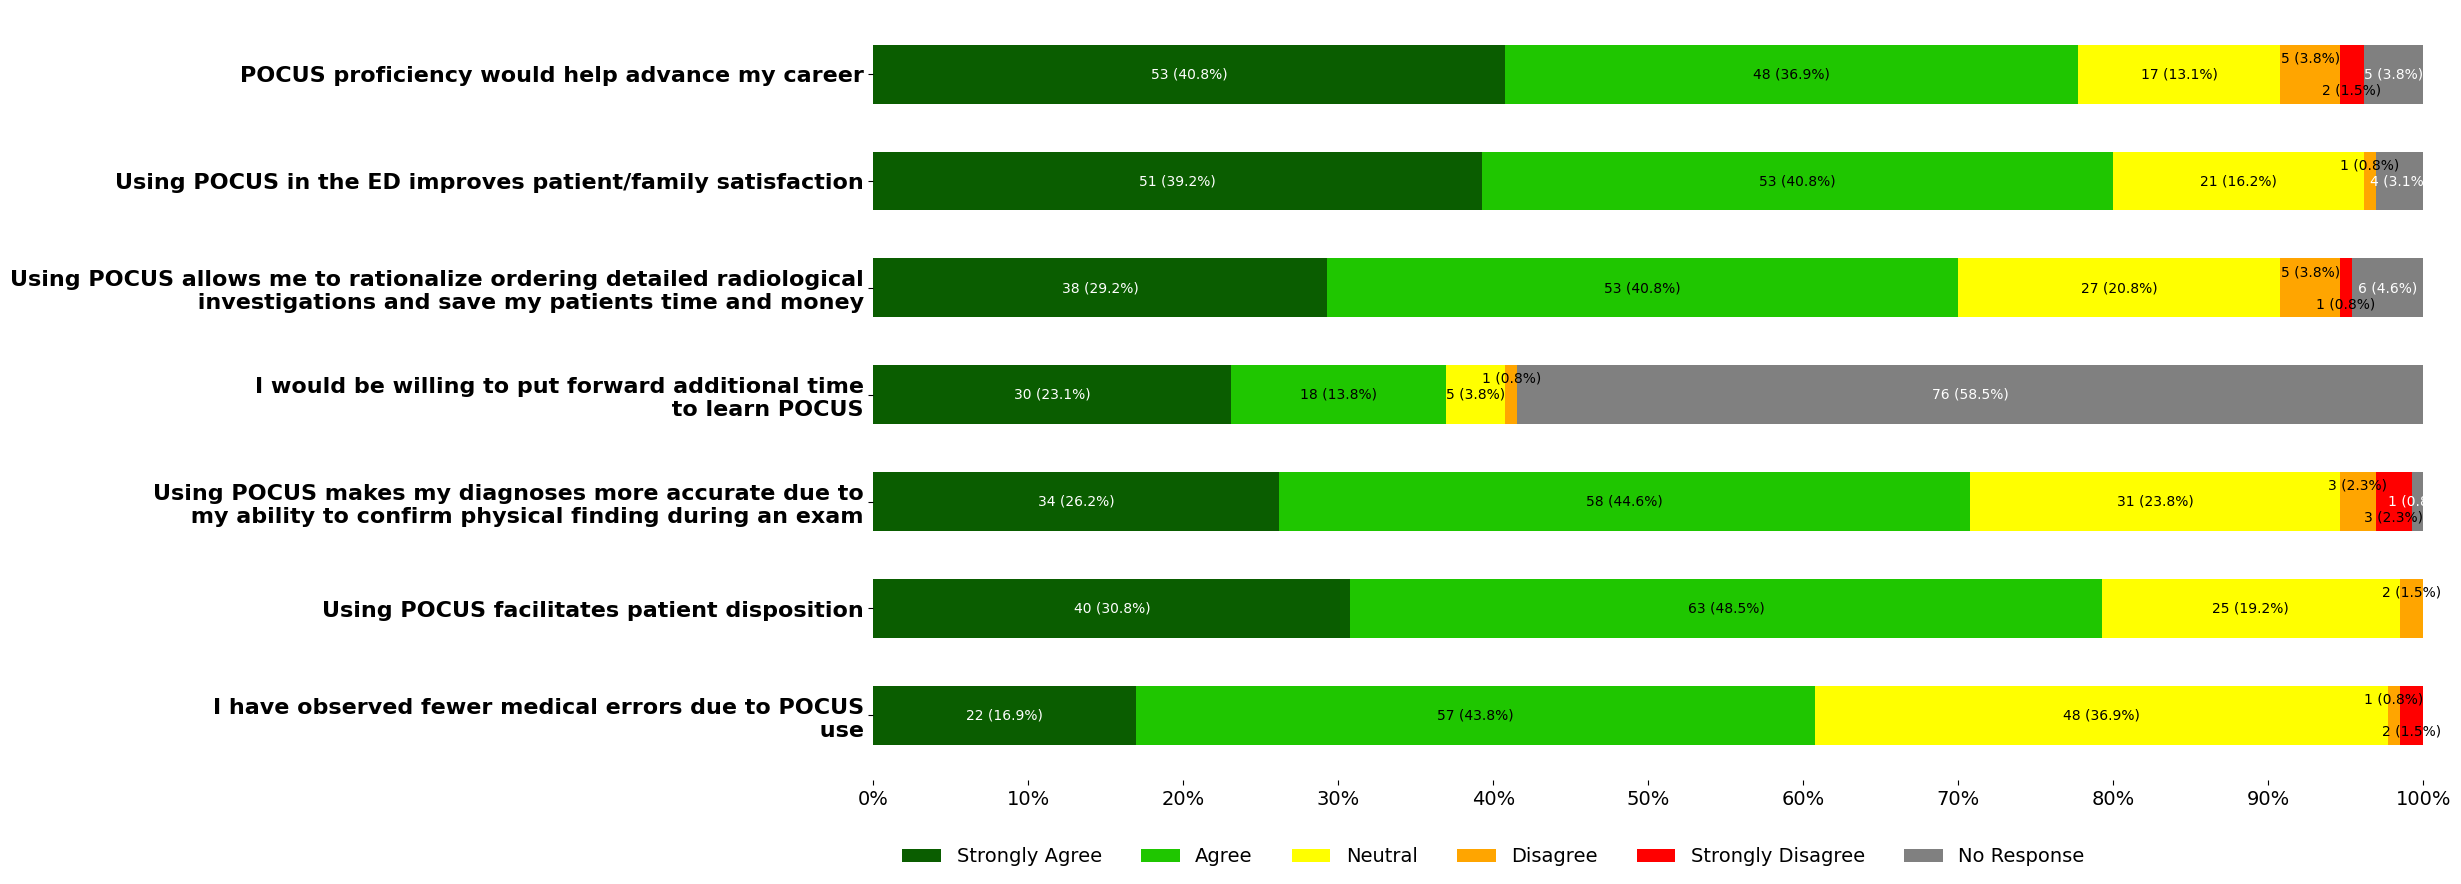 POCUS proficiency would help advance my career
53 (40.8%) 48 (36.9%) 17 (13.1%) 5 (3.8%) 2 (1.5%) 5 (3.8%)
Using POCUS in the ED improves patient/family satisfaction
51 (39.2%) 53 (40.8%) 21 (16.2%) 1 (0.8%) 4 (3.1%
Using POCUS allows me to rationalize ordering detailed radiological
investigations and save my patients time and money
38 (29.2%) 53 (40.8%) 27 (20.8%) 5 (3.8%) 1 (0.8%) 6 (4.6%)
I would be willing to put forward additional time
to learn POCUS
30 (23.1%) 18 (13.8%) 5 (3.8%) 1 (0.8%) 76 (58.5%)
Using POCUS makes my diagnoses more accurate due to
my ability to confirm physical finding during an exam
34 (26.2%) 58 (44.6%) 31 (23.8%) 3 (2.3%) 3 (2.3%) 1 (0.8
Using POCUS facilitates patient disposition
40 (30.8%) 63 (48.5%) 25 (19.2%) 2 (1.5%)
I have observed fewer medical errors due to POCUS
use
22 (16.9%) 57 (43.8%) 48 (36.9%) 1 (0.8%) 2 (1.5%)
0% 10% 20% 30% 40% 50% 60% 70% 80% 90% 100%
Strongly Agree Agree Neutral Disagree Strongly Disagree No Response